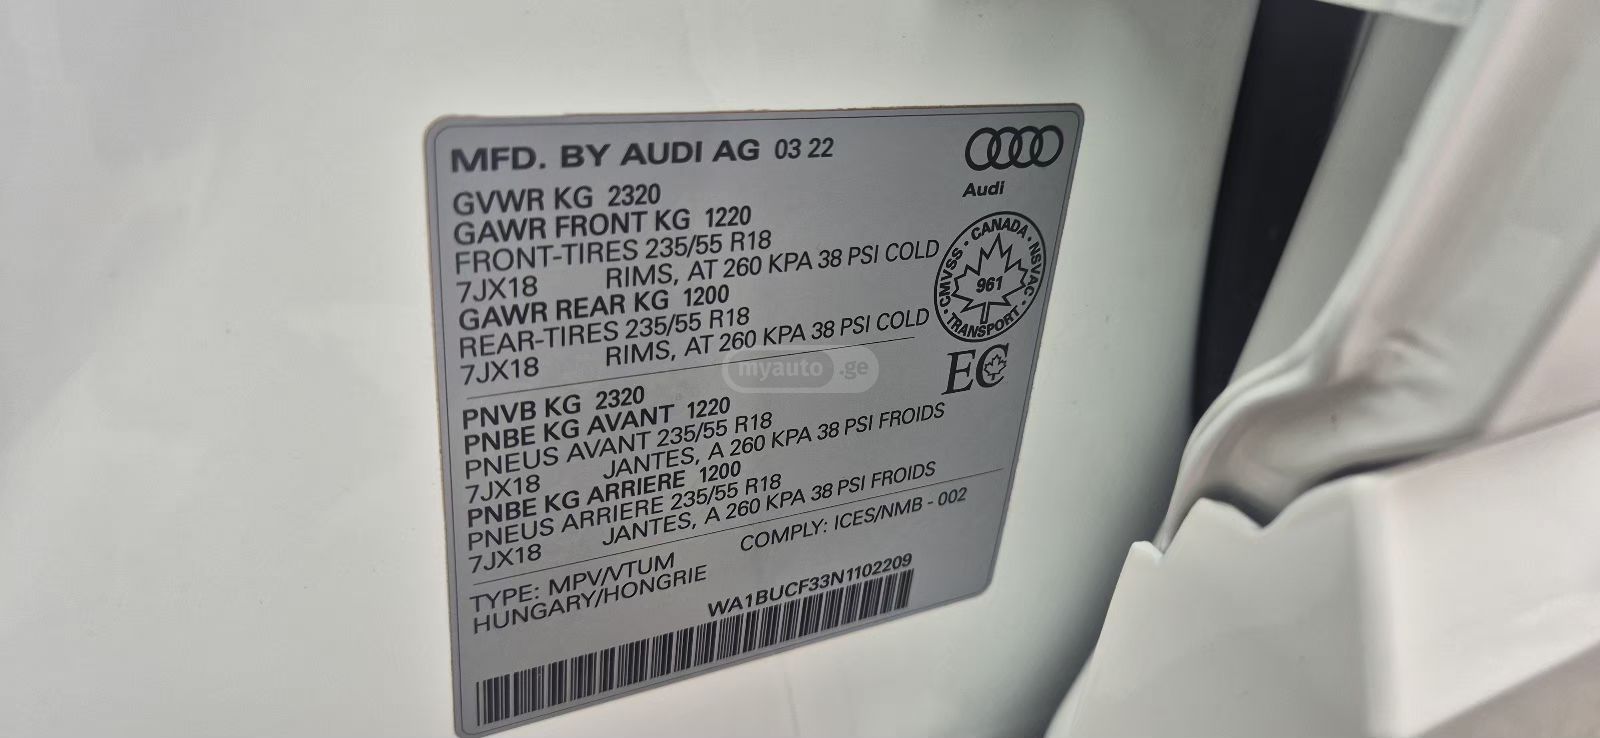 MFD. BY AUDI AG 03 22
Audi
GVWR KG 2320
GAWR FRONT KG 1220
FRONT-TIRES 235/55 R18
7JX18 RIMS, AT 260 KPA 38 PSI COLD
GAWR REAR KG 1200
REAR-TIRES 235/55 R18
7JX18 RIMS, AT 260 KPA 38 PSI COLD
CMVSS · CANADA · NSVAC · TRANSPORT ·
961
EC
myauto.ge
PNVB KG 2320
PNBE KG AVANT 1220
PNEUS AVANT 235/55 R18
7JX18 JANTES, A 260 KPA 38 PSI FROIDS
PNBE KG ARRIERE 1200
PNEUS ARRIERE 235/55 R18
7JX18 JANTES, A 260 KPA 38 PSI FROIDS
TYPE: MPV/VTUM COMPLY: ICES/NMB - 002
HUNGARY/HONGRIE
WA1BUCF33N1102209